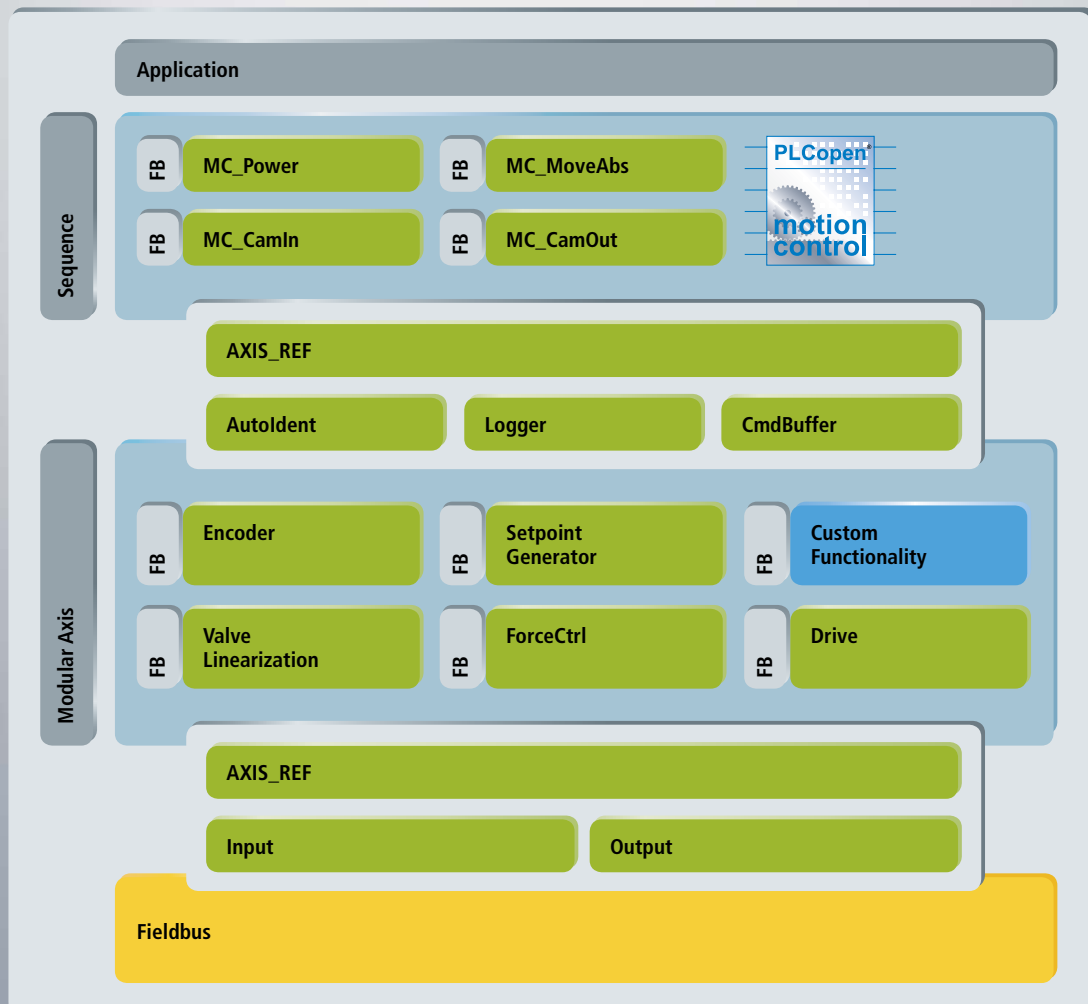 Application
Sequence
FB MC_Power
FB MC_MoveAbs
FB MC_CamIn
FB MC_CamOut
PLCopen®
motion
control
AXIS_REF
AutoIdent
Logger
CmdBuffer
Modular Axis
FB Encoder
FB Setpoint
Generator
FB Custom
Functionality
FB Valve
Linearization
FB ForceCtrl
FB Drive
AXIS_REF
Input
Output
Fieldbus